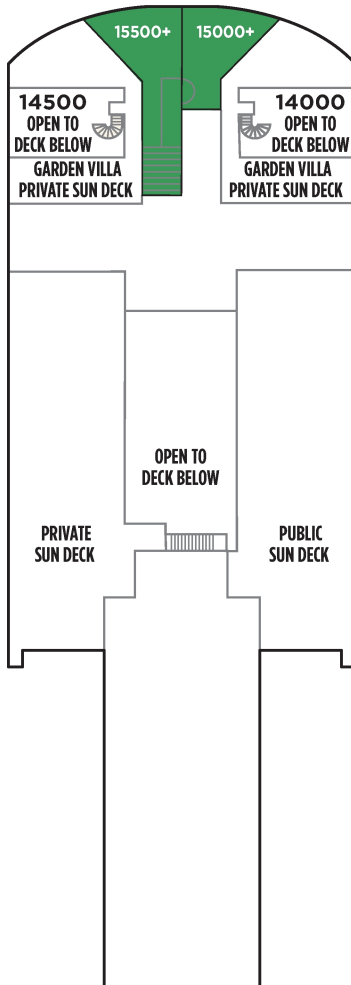 15500+ 15000+
14500
OPEN TO
DECK BELOW
GARDEN VILLA
PRIVATE SUN DECK
14000
OPEN TO
DECK BELOW
GARDEN VILLA
PRIVATE SUN DECK
OPEN TO
DECK BELOW
PRIVATE
SUN DECK
PUBLIC
SUN DECK